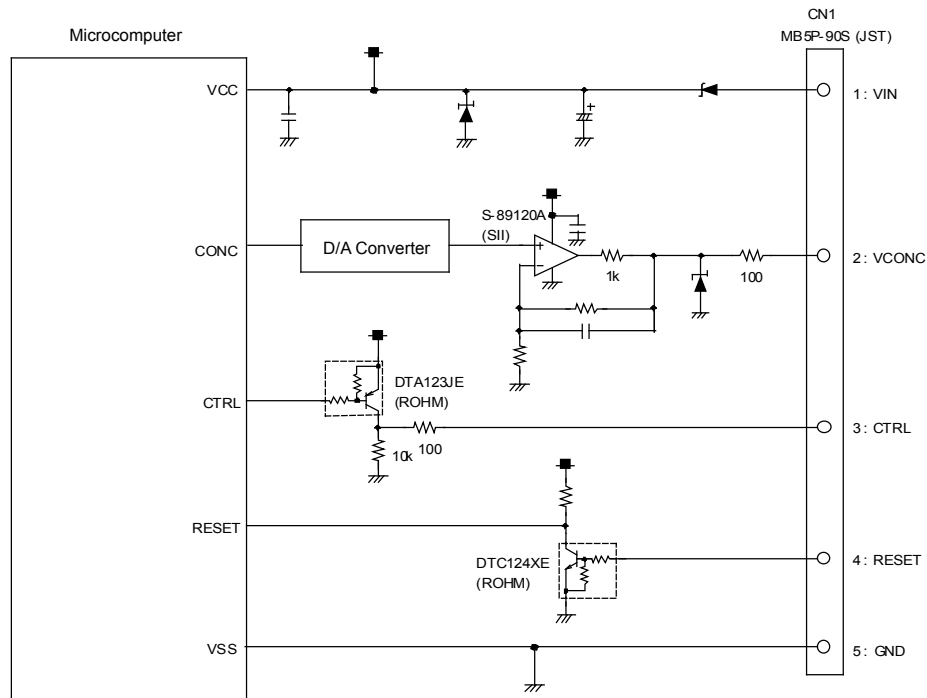 CN1
MB5P-90S (JST)
Microcomputer
VCC
1: VIN
+
S-89120A
(SII)
CONC
D/A Converter
+
−
1k
100
2: VCONC
DTA123JE
(ROHM)
CTRL
10k
100
3: CTRL
RESET
DTC124XE
(ROHM)
4: RESET
VSS
5: GND